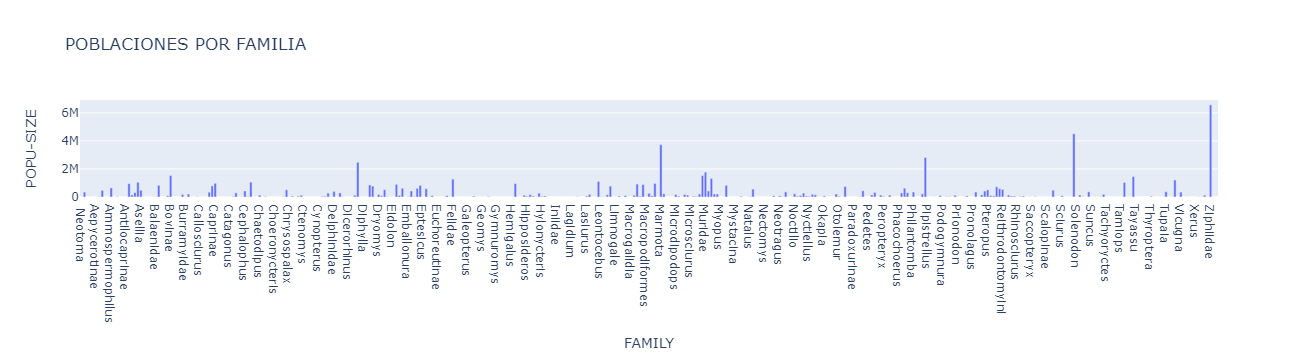 POBLACIONES POR FAMILIA
POPU-SIZE
6M
4M
2M
0
Neotoma
Aepycerotinae
Ammospermophilus
Antilocaprinae
Asellia
Balaenidae
Bovinae
Burramyidae
Callosciurus
Caprinae
Catagonus
Cephalophus
Chaetodipus
Choeronycteris
Chrysospalax
Ctenomys
Cynopterus
Delphinidae
Dicerorhinus
Diphylla
Dryomys
Eidolon
Emballonura
Eptesicus
Euchoreutinae
Felidae
Galeopterus
Geomys
Gymnuromys
Hemigalus
Hipposideros
Hylonycteris
Iniidae
Lagidium
Lasiurus
Leontocebus
Limnogale
Macrogalidia
Macropodiformes
Marmota
Microdipodops
Microsciurus
Muridae
Myopus
Mystacina
Natalus
Neotomys
Neotragus
Noctilio
Nyctiellus
Okapia
Otolemur
Paradoxurinae
Pedetes
Peropteryx
Phacochoerus
Philantomba
Pipistrellus
Podogymnura
Prionodon
Pronolagus
Pteropus
Reithrodontomyini
Rhinosciurus
Saccopteryx
Scalopinae
Sciurus
Solenodon
Suncus
Tachyoryctes
Tamiops
Tayassu
Thyroptera
Tupaia
Vicugna
Xerus
Ziphiidae
FAMILY